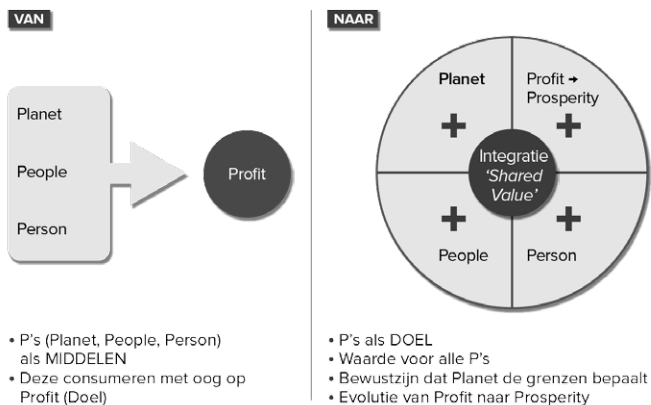 VAN
Planet
People
Person
Profit
• P's (Planet, People, Person)
als MIDDELEN
• Deze consumeren met oog op
Profit (Doel)
NAAR
Planet
Profit →
Prosperity
Integratie
'Shared
Value'
People
Person
• P's als DOEL
• Waarde voor alle P's
• Bewustzijn dat Planet de grenzen bepaalt
• Evolutie van Profit naar Prosperity